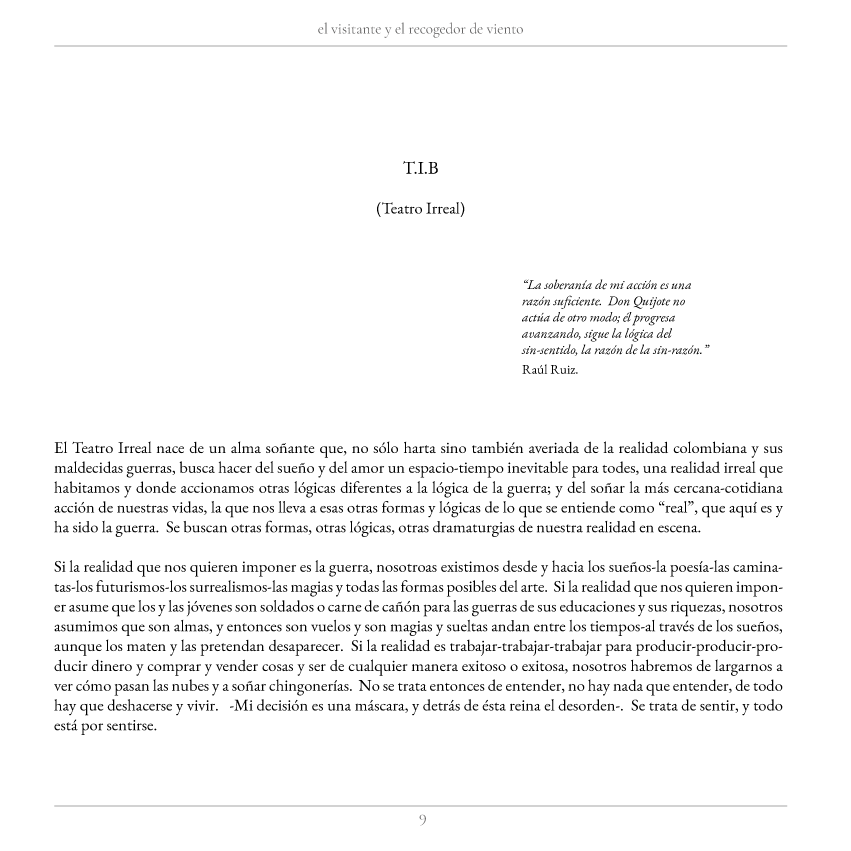 el visitante y el recogedor de viento
T.I.B
(Teatro Irreal)
“La soberanía de mi acción es una
razón suficiente.  Don Quijote no
actúa de otro modo; él progresa
avanzando, sigue la lógica del
sin-sentido, la razón de la sin-razón.”
Raúl Ruiz.
El Teatro Irreal nace de un alma soñante que, no sólo harta sino también averiada de la realidad colombiana y sus
maldecidas guerras, busca hacer del sueño y del amor un espacio-tiempo inevitable para todes, una realidad irreal que
habitamos y donde accionamos otras lógicas diferentes a la lógica de la guerra; y del soñar la más cercana-cotidiana
acción de nuestras vidas, la que nos lleva a esas otras formas y lógicas de lo que se entiende como “real”, que aquí es y
ha sido la guerra.  Se buscan otras formas, otras lógicas, otras dramaturgias de nuestra realidad en escena.
Si la realidad que nos quieren imponer es la guerra, nosotroas existimos desde y hacia los sueños-la poesía-las camina-
tas-los futurismos-los surrealismos-las magias y todas las formas posibles del arte.  Si la realidad que nos quieren impon-
er asume que los y las jóvenes son soldados o carne de cañón para las guerras de sus educaciones y sus riquezas, nosotros
asumimos que son almas, y entonces son vuelos y son magias y sueltas andan entre los tiempos-al través de los sueños,
aunque los maten y las pretendan desaparecer.  Si la realidad es trabajar-trabajar-trabajar para producir-producir-pro-
ducir dinero y comprar y vender cosas y ser de cualquier manera exitoso o exitosa, nosotros habremos de largarnos a
ver cómo pasan las nubes y a soñar chingonerías.  No se trata entonces de entender, no hay nada que entender, de todo
hay que deshacerse y vivir.   -Mi decisión es una máscara, y detrás de ésta reina el desorden-.  Se trata de sentir, y todo
está por sentirse.
9